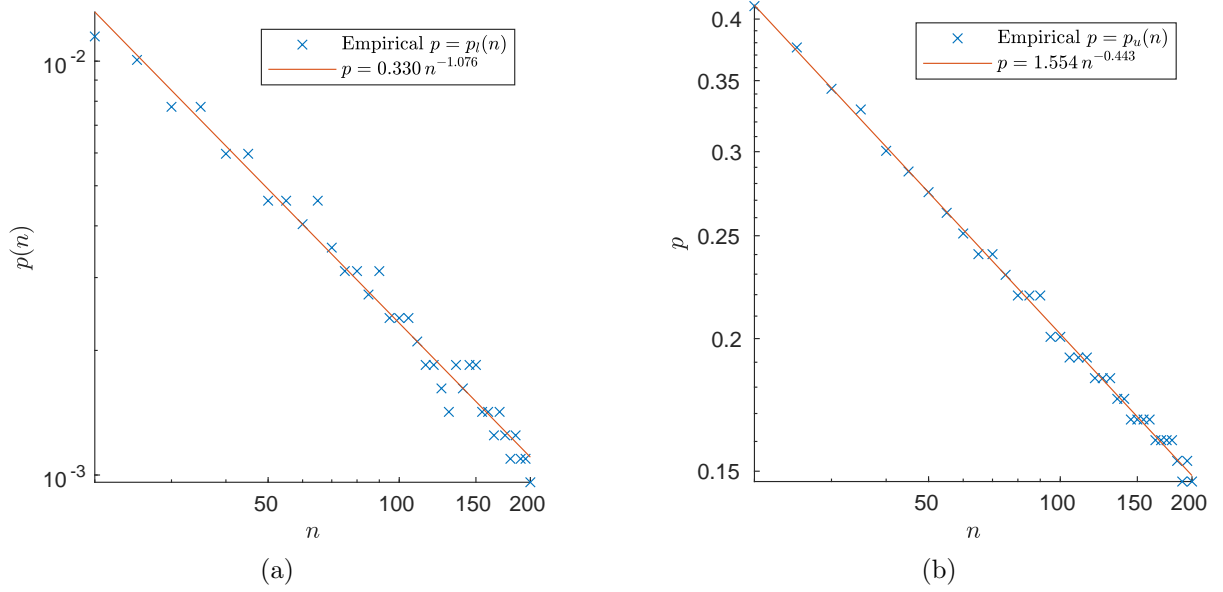 Empirical p = p_l(n)
p = 0.330 n^{-1.076}
10^{-2}
10^{-3}
p(n)
50
100
150
200
n
(a)
Empirical p = p_u(n)
p = 1.554 n^{-0.443}
0.4
0.35
0.3
0.25
0.2
0.15
p
50
100
150
200
n
(b)